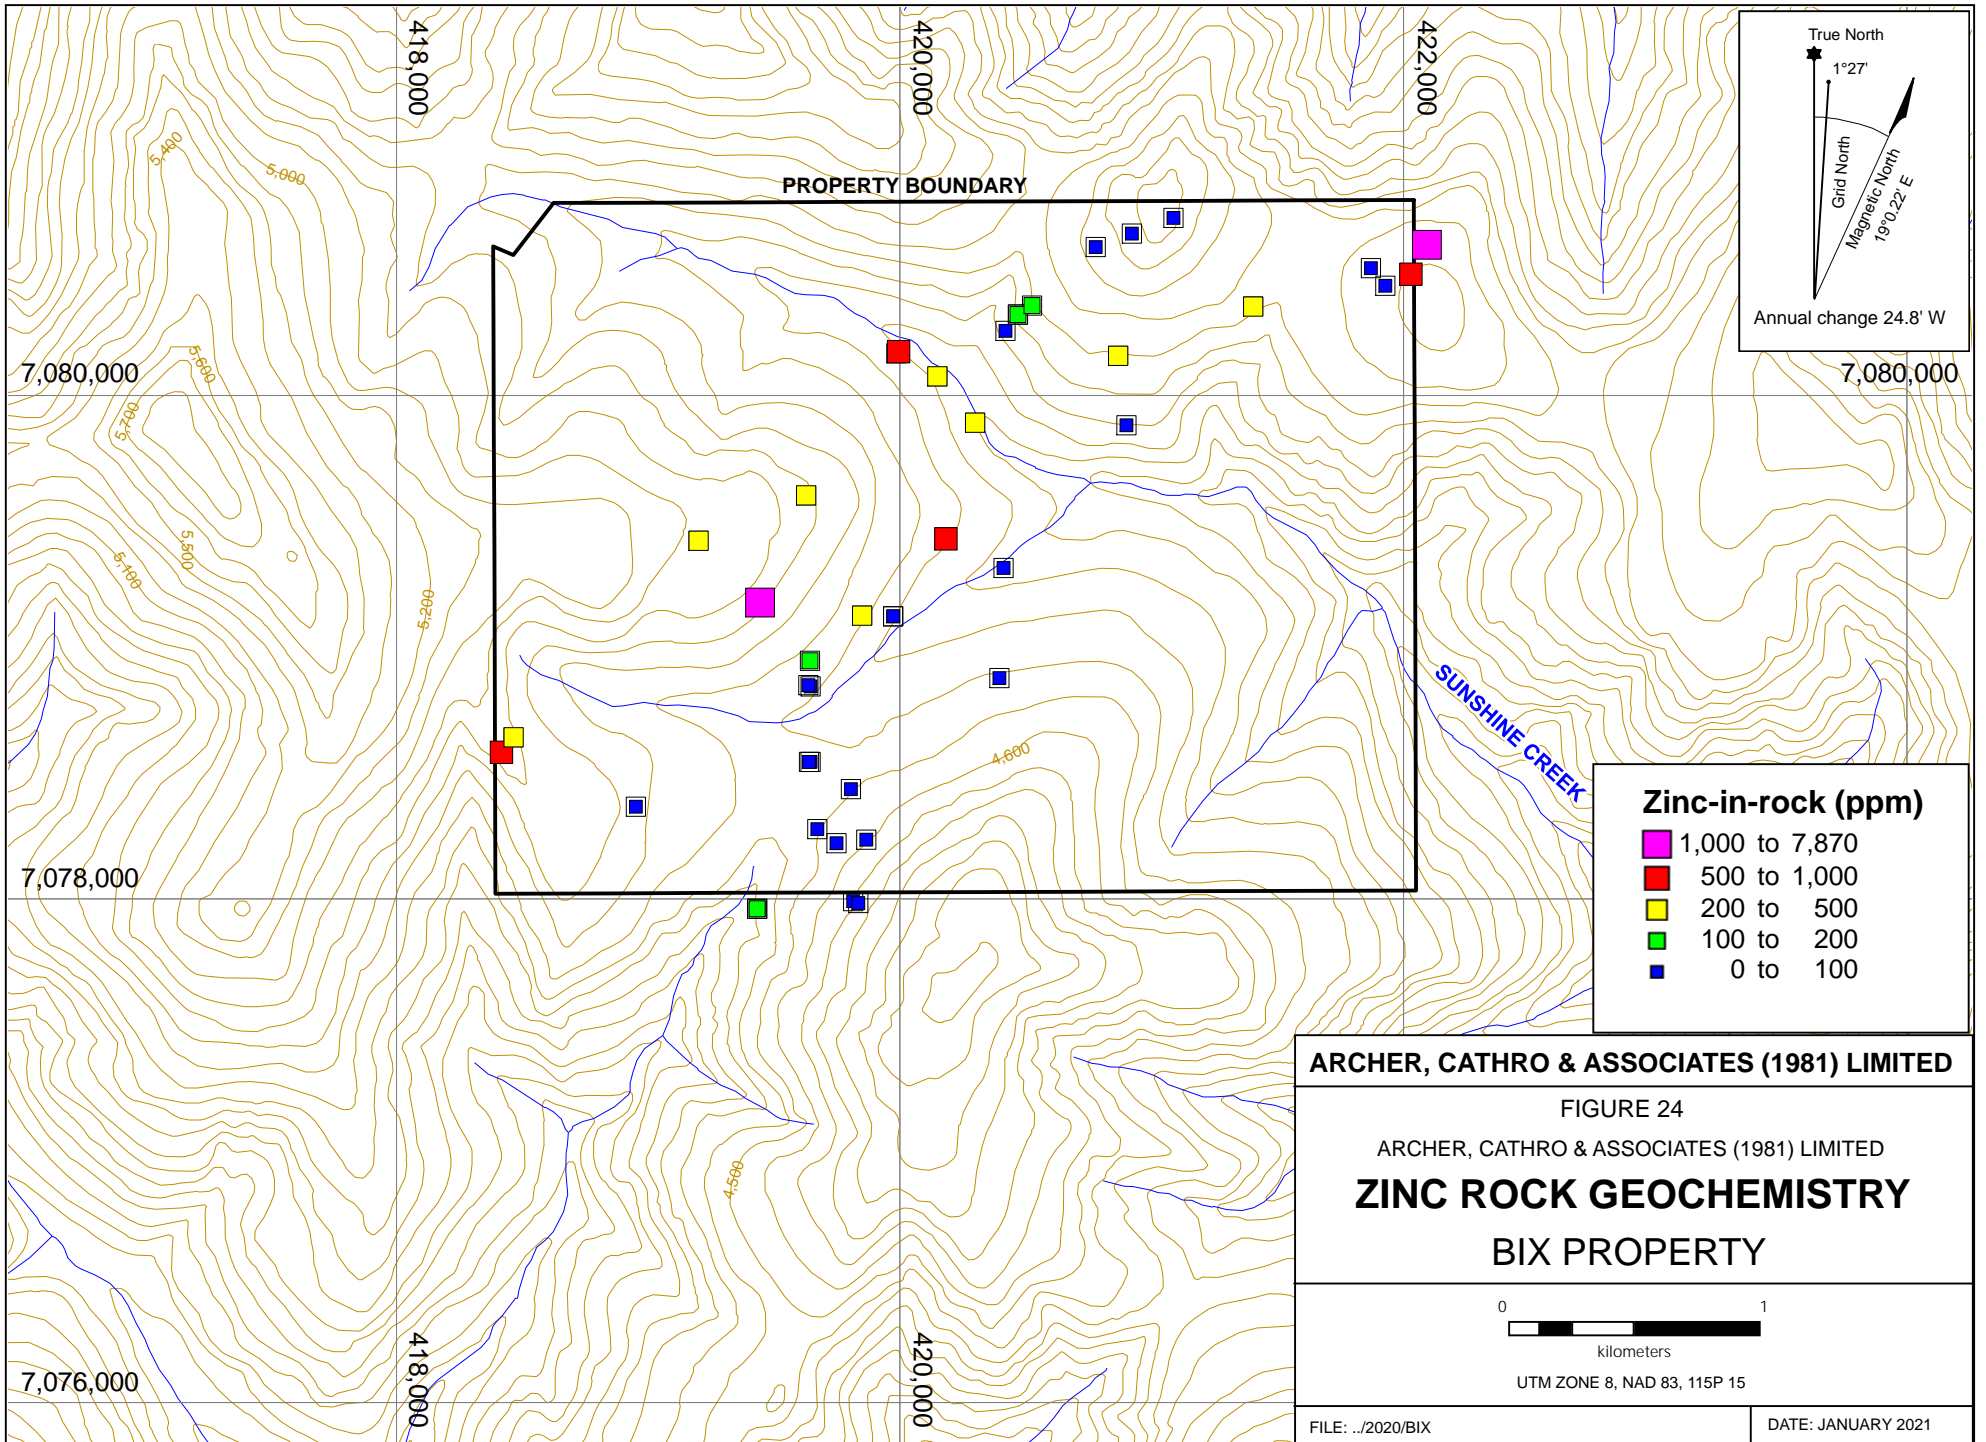 418,000
420,000
422,000
True North
1°27'
Grid North
Magnetic North
19°0.22' E
Annual change 24.8' W
5,400
5,000
PROPERTY BOUNDARY
5,600
7,080,000
7,080,000
5,700
5,500
5,100
5,200
SUNSHINE CREEK
4,600
Zinc-in-rock (ppm)
1,000 to 7,870
500 to 1,000
200 to 500
100 to 200
0 to 100
7,078,000
ARCHER, CATHRO & ASSOCIATES (1981) LIMITED
FIGURE 24
ARCHER, CATHRO & ASSOCIATES (1981) LIMITED
ZINC ROCK GEOCHEMISTRY
BIX PROPERTY
4,500
0 1
kilometers
UTM ZONE 8, NAD 83, 115P 15
7,076,000
418,000
420,000
FILE: ../2020/BIX
DATE: JANUARY 2021